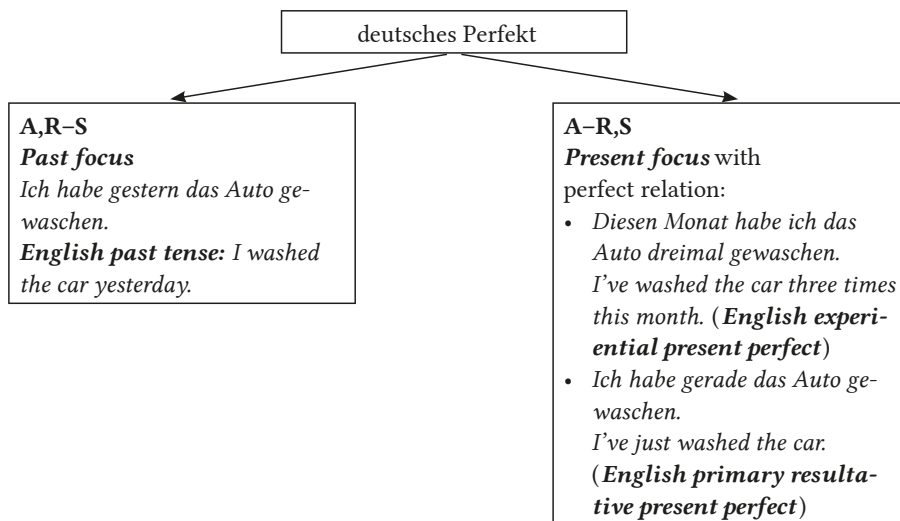 deutsches Perfekt
A,R–S
Past focus
Ich habe gestern das Auto ge-
waschen.
English past tense: I washed
the car yesterday.
A–R,S
Present focus with
perfect relation:
• Diesen Monat habe ich das
Auto dreimal gewaschen.
I've washed the car three times
this month. (English experi-
ential present perfect)
• Ich habe gerade das Auto ge-
waschen.
I've just washed the car.
(English primary resulta-
tive present perfect)